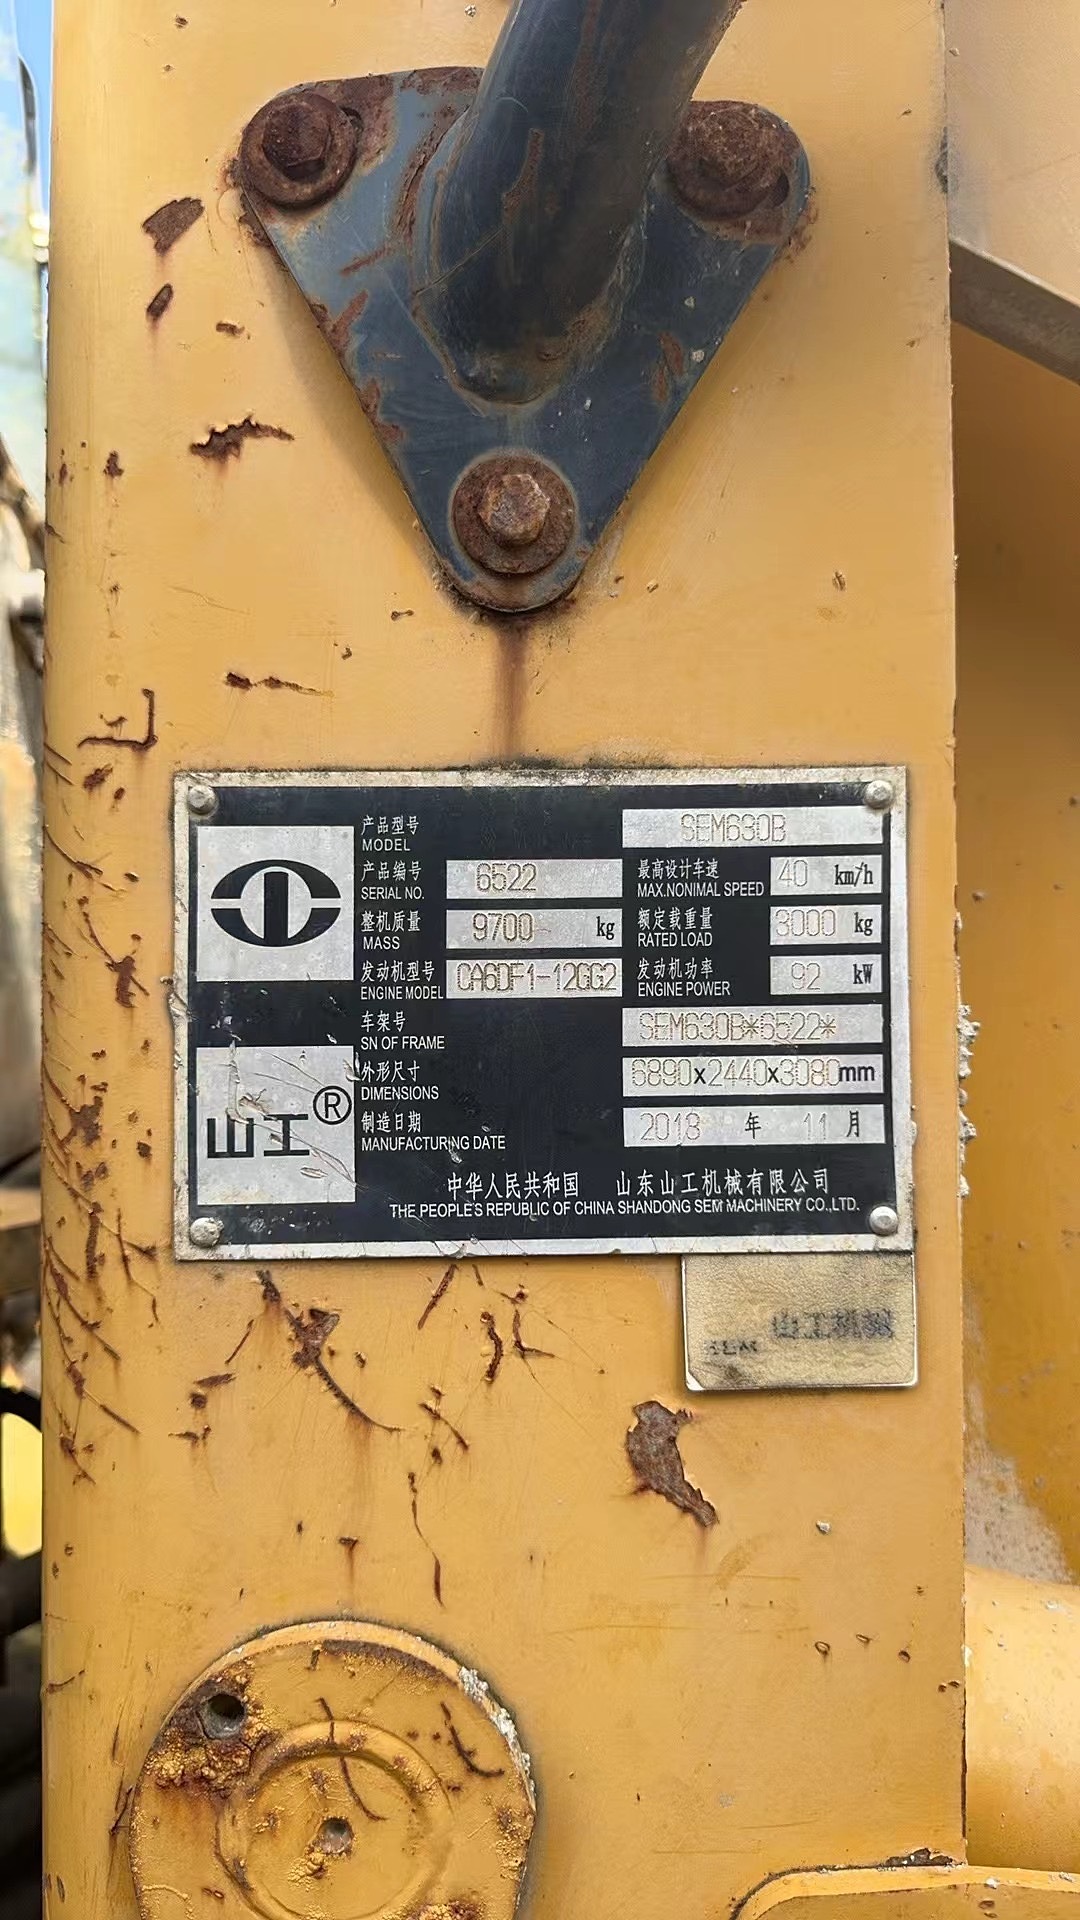 产品型号 SEM630B
MODEL
产品编号 6522 最高设计车速 40 km/h
SERIAL NO. MAX.NONIMAL SPEED
整机质量 9700 kg 额定载重量 3000 kg
MASS RATED LOAD
发动机型号 CA6DF1-12GG2 发动机功率 92 kW
ENGINE MODEL ENGINE POWER
车架号 SEM630B*6522*
SN OF FRAME
外形尺寸 6890x2440x3080mm
DIMENSIONS
山工®
制造日期 2018 年 11 月
MANUFACTURING DATE
中华人民共和国 山东山工机械有限公司
THE PEOPLE'S REPUBLIC OF CHINA SHANDONG SEM MACHINERY CO.,LTD.
山工机械
SEM